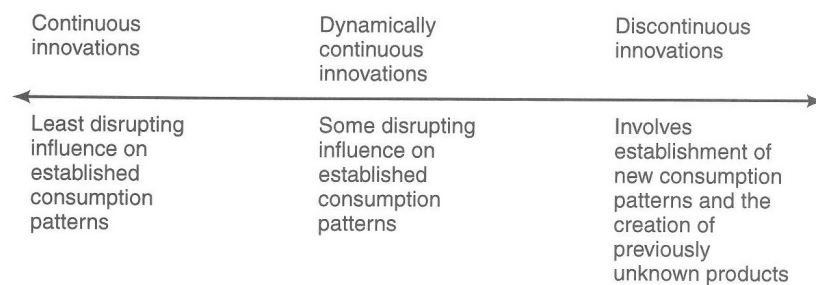 Continuous
innovations
Dynamically
continuous
innovations
Discontinuous
innovations
Least disrupting
influence on
established
consumption
patterns
Some disrupting
influence on
established
consumption
patterns
Involves
establishment of
new consumption
patterns and the
creation of
previously
unknown products